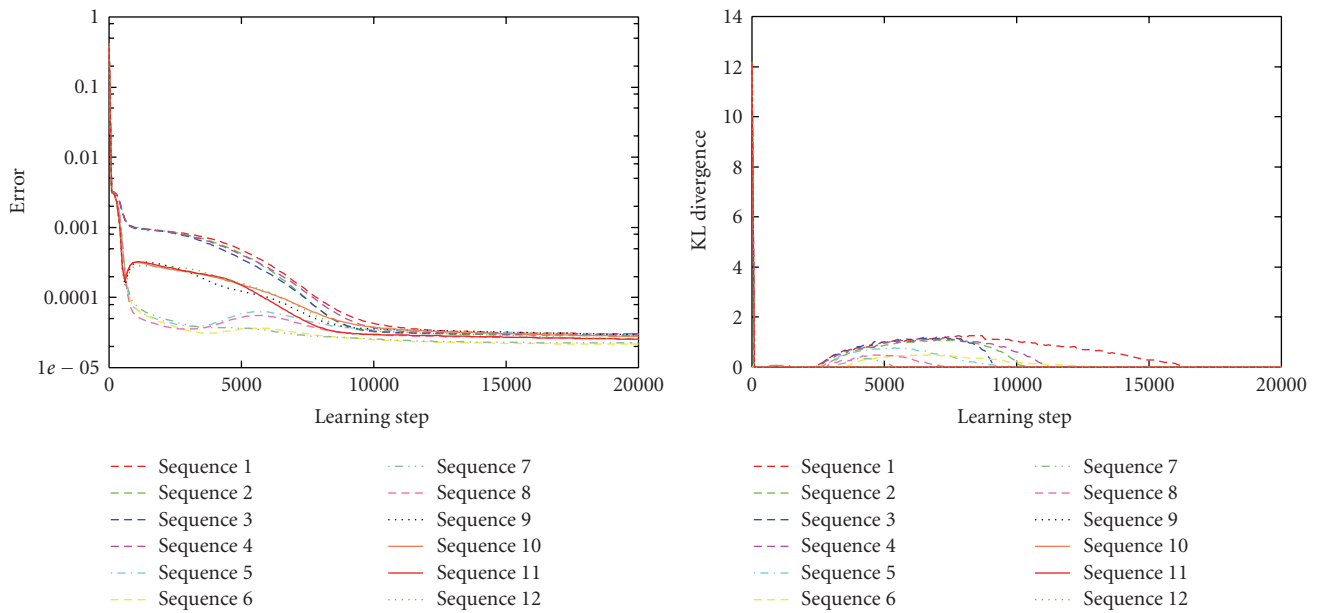 1
0.1
0.01
0.001
0.0001
1e − 05
Error
0
5000
10000
15000
20000
Learning step
Sequence 1
Sequence 2
Sequence 3
Sequence 4
Sequence 5
Sequence 6
Sequence 7
Sequence 8
Sequence 9
Sequence 10
Sequence 11
Sequence 12
14
12
10
8
6
4
2
0
KL divergence
0
5000
10000
15000
20000
Learning step
Sequence 1
Sequence 2
Sequence 3
Sequence 4
Sequence 5
Sequence 6
Sequence 7
Sequence 8
Sequence 9
Sequence 10
Sequence 11
Sequence 12